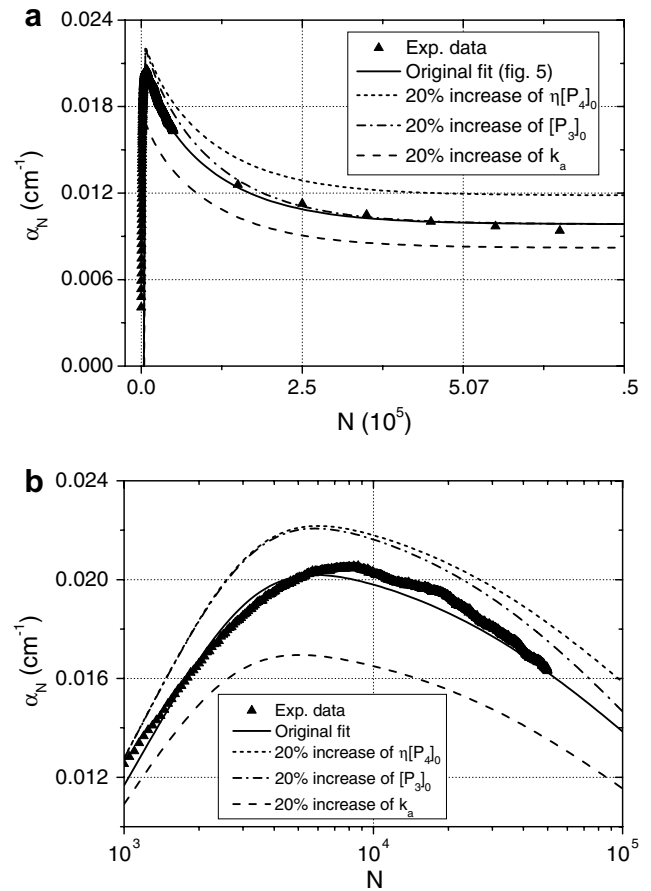 a
0.024
0.018
0.012
0.006
0.000
α_N (cm⁻¹)
Exp. data
Original fit (fig. 5)
20% increase of η[P₄]₀
20% increase of [P₃]₀
20% increase of kₐ
0.0 2.5 5.07 .5
N (10⁵)
b
0.024
0.020
0.016
0.012
α_N (cm⁻¹)
Exp. data
Original fit
20% increase of η[P₄]₀
20% increase of [P₃]₀
20% increase of kₐ
10³ 10⁴ 10⁵
N